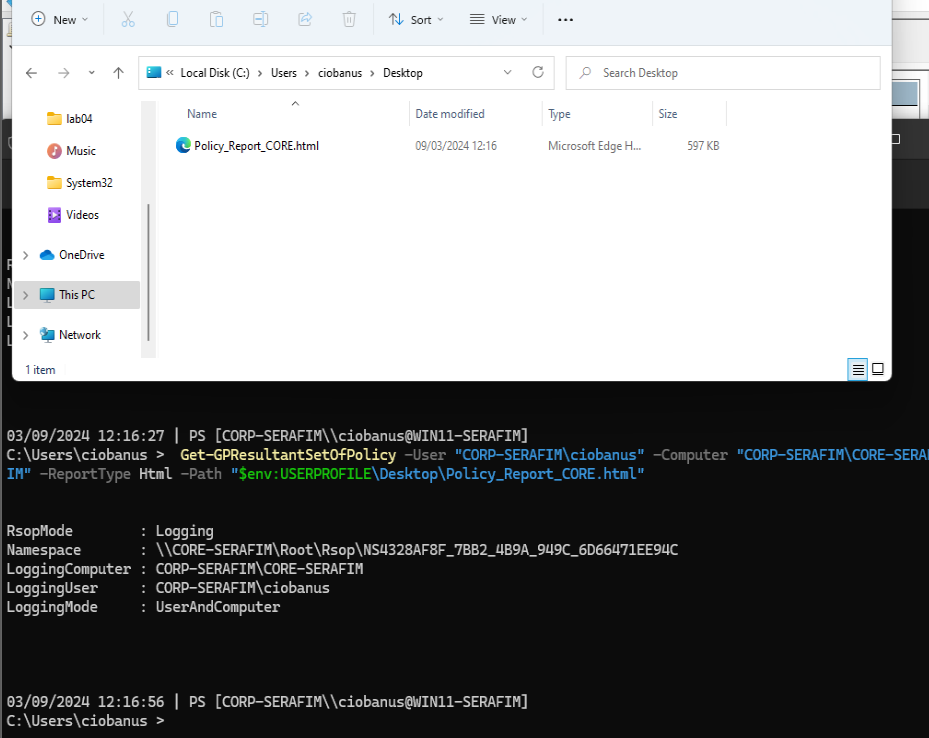 New
Sort
View
« Local Disk (C:) > Users > ciobanus > Desktop
Search Desktop
Name Date modified Type Size
lab04
Policy_Report_CORE.html 09/03/2024 12:16 Microsoft Edge H... 597 KB
Music
System32
Videos
OneDrive
This PC
Network
1 item
03/09/2024 12:16:27 | PS [CORP-SERAFIM\\ciobanus@WIN11-SERAFIM]
C:\Users\ciobanus > Get-GPResultantSetOfPolicy -User "CORP-SERAFIM\ciobanus" -Computer "CORP-SERAFIM\CORE-SERAF
IM" -ReportType Html -Path "$env:USERPROFILE\Desktop\Policy_Report_CORE.html"
RsopMode : Logging
Namespace : \\CORE-SERAFIM\Root\Rsop\NS4328AF8F_7BB2_4B9A_949C_6D66471EE94C
LoggingComputer : CORP-SERAFIM\CORE-SERAFIM
LoggingUser : CORP-SERAFIM\ciobanus
LoggingMode : UserAndComputer
03/09/2024 12:16:56 | PS [CORP-SERAFIM\\ciobanus@WIN11-SERAFIM]
C:\Users\ciobanus >